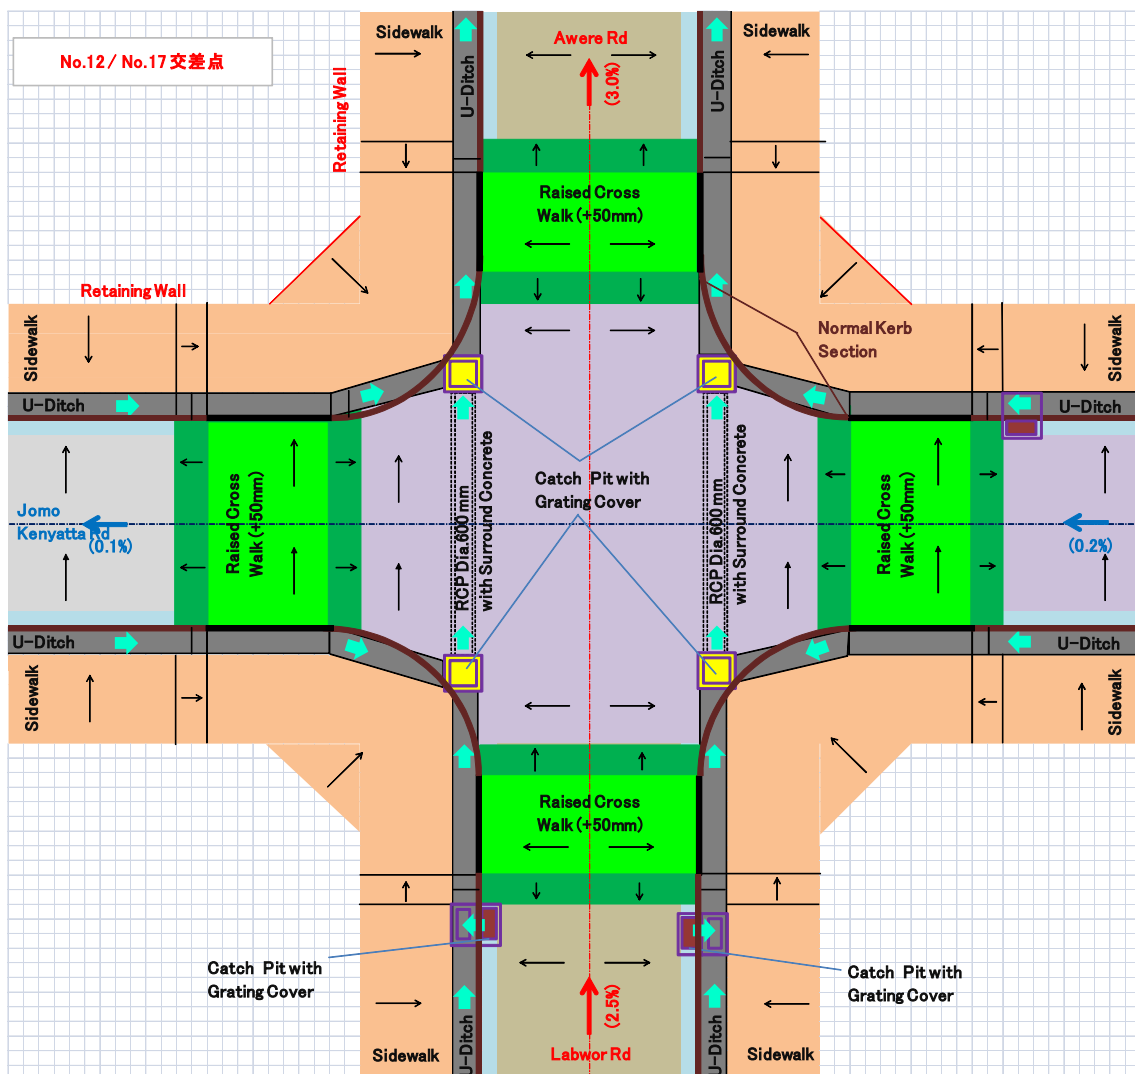 No.12 / No.17 交差点
Sidewalk
U-Ditch
Awere Rd
(3.0%)
U-Ditch
Sidewalk
Retaining Wall
Raised Cross
Walk (+50mm)
Retaining Wall
Normal Kerb
Section
Sidewalk
Sidewalk
U-Ditch
U-Ditch
Jomo
Kenyatta Rd
(0.1%)
Raised Cross
Walk (+50mm)
RCP Dia.600 mm
with Surround Concrete
Catch Pit with
Grating Cover
RCP Dia.600 mm
with Surround Concrete
Raised Cross
Walk (+50mm)
(0.2%)
U-Ditch
U-Ditch
Sidewalk
Sidewalk
Raised Cross
Walk (+50mm)
Catch Pit with
Grating Cover
Catch Pit with
Grating Cover
(2.5%)
U-Ditch
U-Ditch
Sidewalk
Labwor Rd
Sidewalk